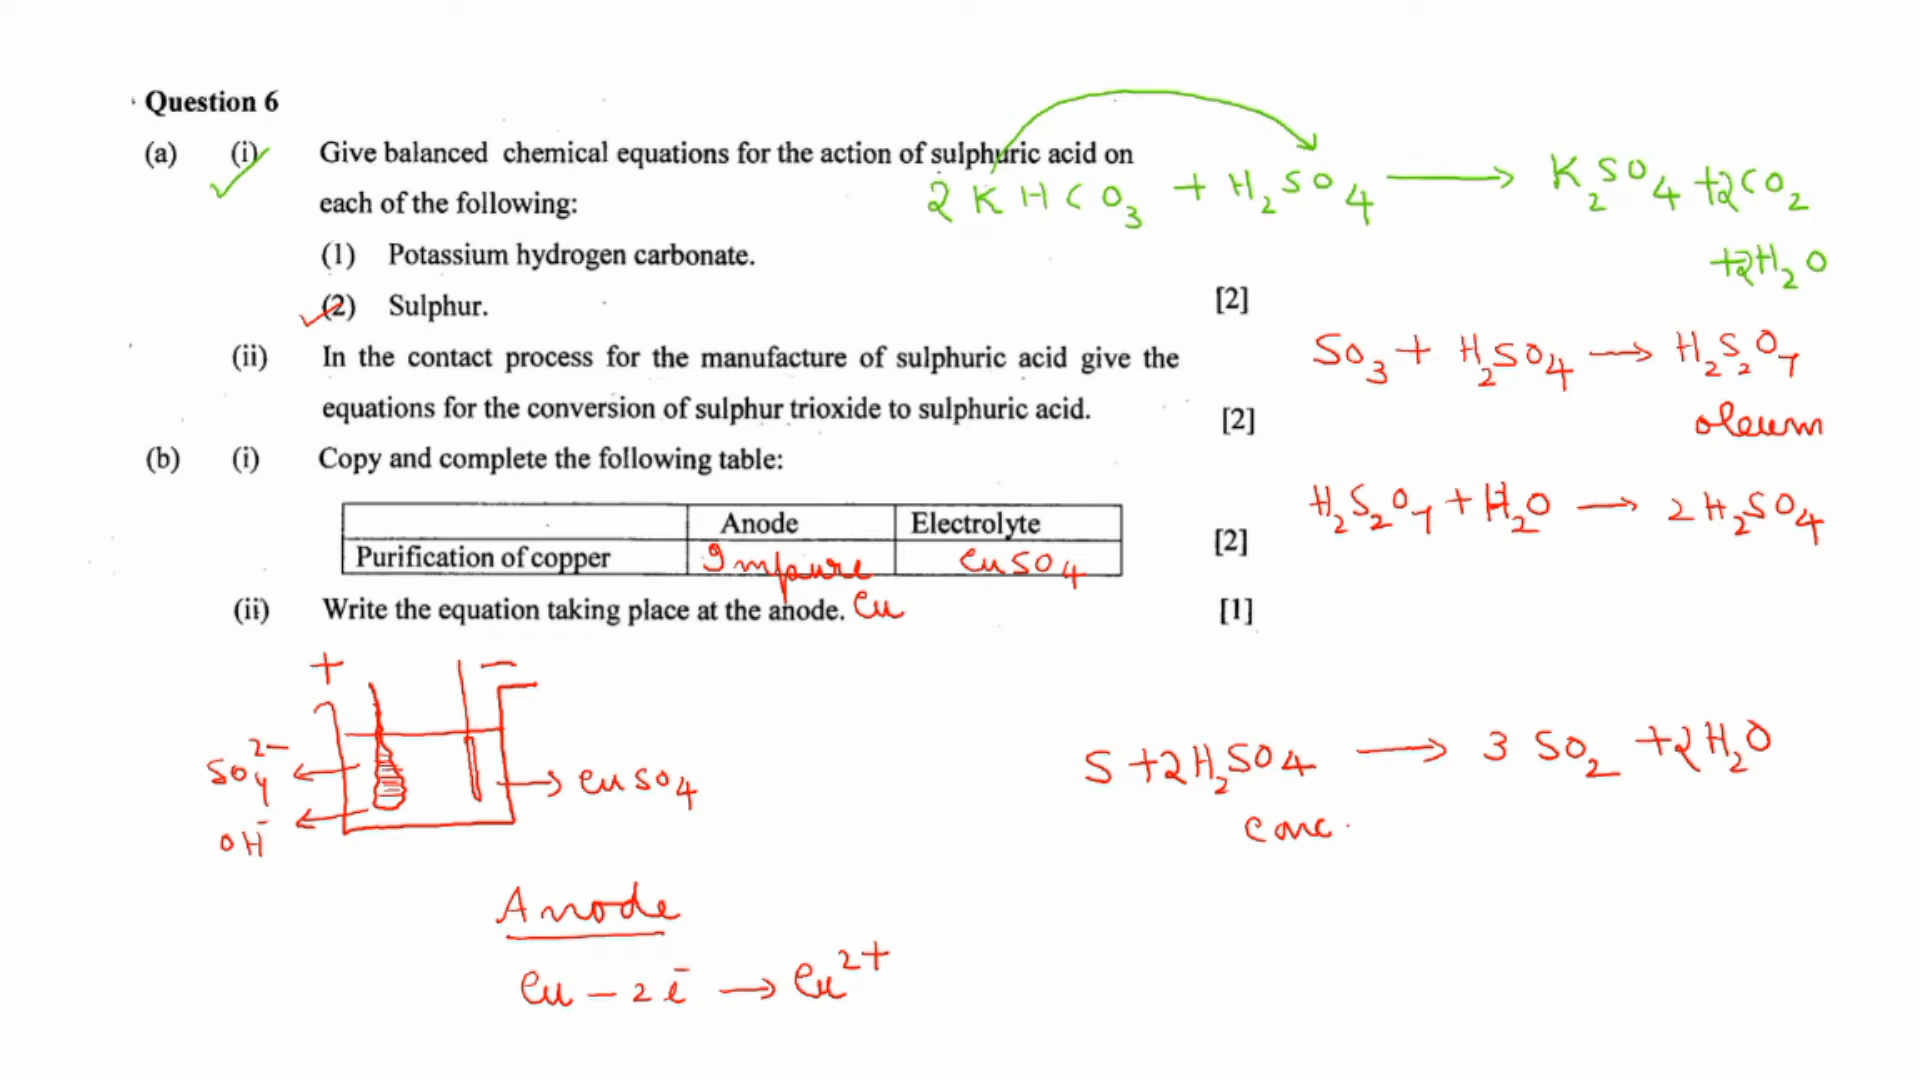 Question 6
(a) (i) Give balanced chemical equations for the action of sulphuric acid on
each of the following:
2KHCO₃ + H₂SO₄ → K₂SO₄ + 2CO₂
+ 2H₂O
(1) Potassium hydrogen carbonate.
(2) Sulphur. [2]
(ii) In the contact process for the manufacture of sulphuric acid give the
equations for the conversion of sulphur trioxide to sulphuric acid. [2]
SO₃ + H₂SO₄ → H₂S₂O₇
oleum
H₂S₂O₇ + H₂O → 2H₂SO₄
(b) (i) Copy and complete the following table:
Anode Electrolyte
Purification of copper Impure Cu CuSO₄ [2]
(ii) Write the equation taking place at the anode. [1]
+ −
SO₄²⁻
OH⁻
CuSO₄
S + 2H₂SO₄ → 3SO₂ + 2H₂O
conc.
Anode
Cu − 2e⁻ → Cu²⁺